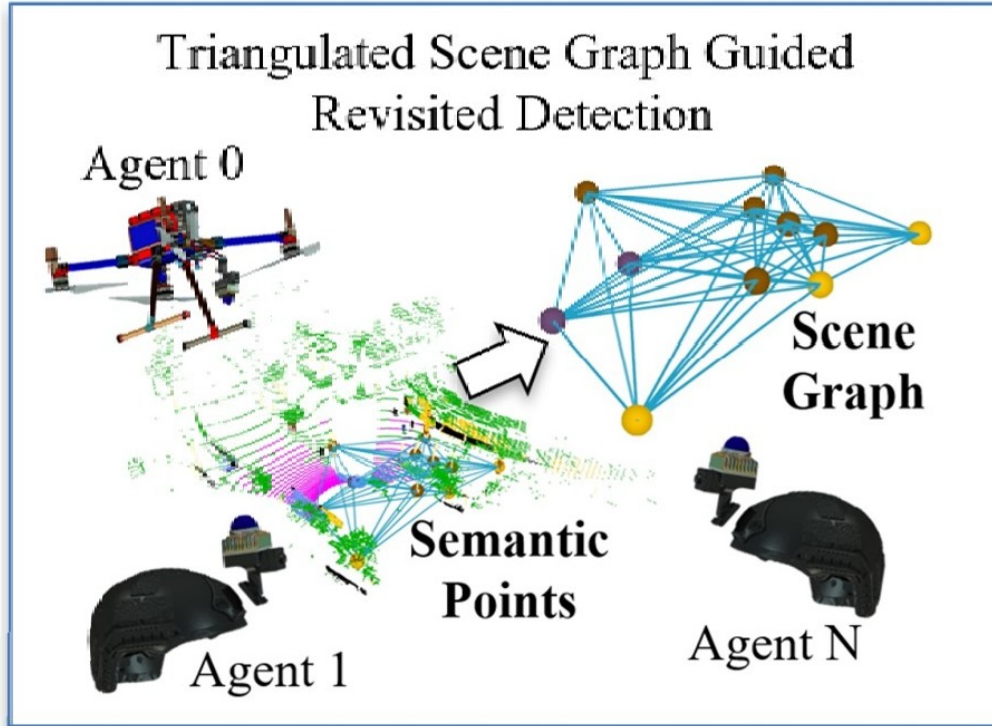 Triangulated Scene Graph Guided
Revisited Detection
Agent 0
Scene
Graph
Semantic
Points
Agent 1
Agent N